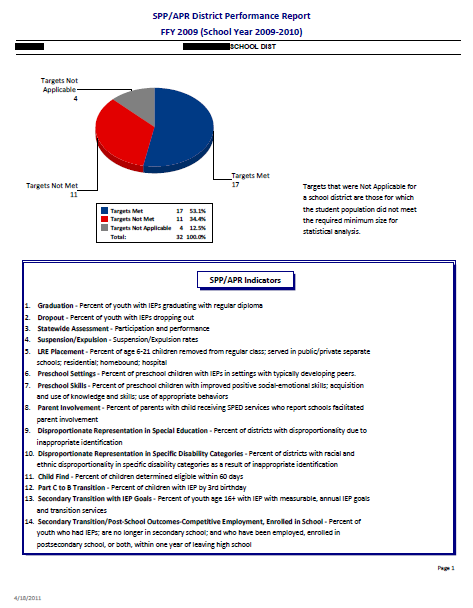 SPP/APR District Performance Report
FFY 2009 (School Year 2009-2010)
SCHOOL DIST
Targets Not
Applicable
4
Targets Met
17
Targets Not Met
11
Targets Met 17 53.1%
Targets Not Met 11 34.4%
Targets Not Applicable 4 12.5%
Total: 32 100.0%
Targets that were Not Applicable for
a school district are those for which
the student population did not meet
the required minimum size for
statistical analysis.
SPP/APR Indicators
1. Graduation - Percent of youth with IEPs graduating with regular diploma
2. Dropout - Percent of youth with IEPs dropping out
3. Statewide Assessment - Participation and performance
4. Suspension/Expulsion - Suspension/Expulsion rates
5. LRE Placement - Percent of age 6-21 children removed from regular class; served in public/private separate
schools; residential; homebound; hospital
6. Preschool Settings - Percent of preschool children with IEPs in settings with typically developing peers.
7. Preschool Skills - Percent of preschool children with improved positive social-emotional skills; acquisition
and use of knowledge and skills; use of appropriate behaviors
8. Parent Involvement - Percent of parents with child receiving SPED services who report schools facilitated
parent involvement
9. Disproportionate Representation in Special Education - Percent of districts with disproportionality due to
inappropriate identification
10. Disproportionate Representation in Specific Disability Categories - Percent of districts with racial and
ethnic disproportionality in specific disability categories as a result of inappropriate identification
11. Child Find - Percent of children determined eligible within 60 days
12. Part C to B Transition - Percent of children with IEP by 3rd birthday
13. Secondary Transition with IEP Goals - Percent of youth age 16+ with IEP with measurable, annual IEP goals
and transition services
14. Secondary Transition/Post-School Outcomes-Competitive Employment, Enrolled in School - Percent of
youth who had IEPs; are no longer in secondary school; and who have been employed, enrolled in
postsecondary school, or both, within one year of leaving high school
Page 1
4/18/2011